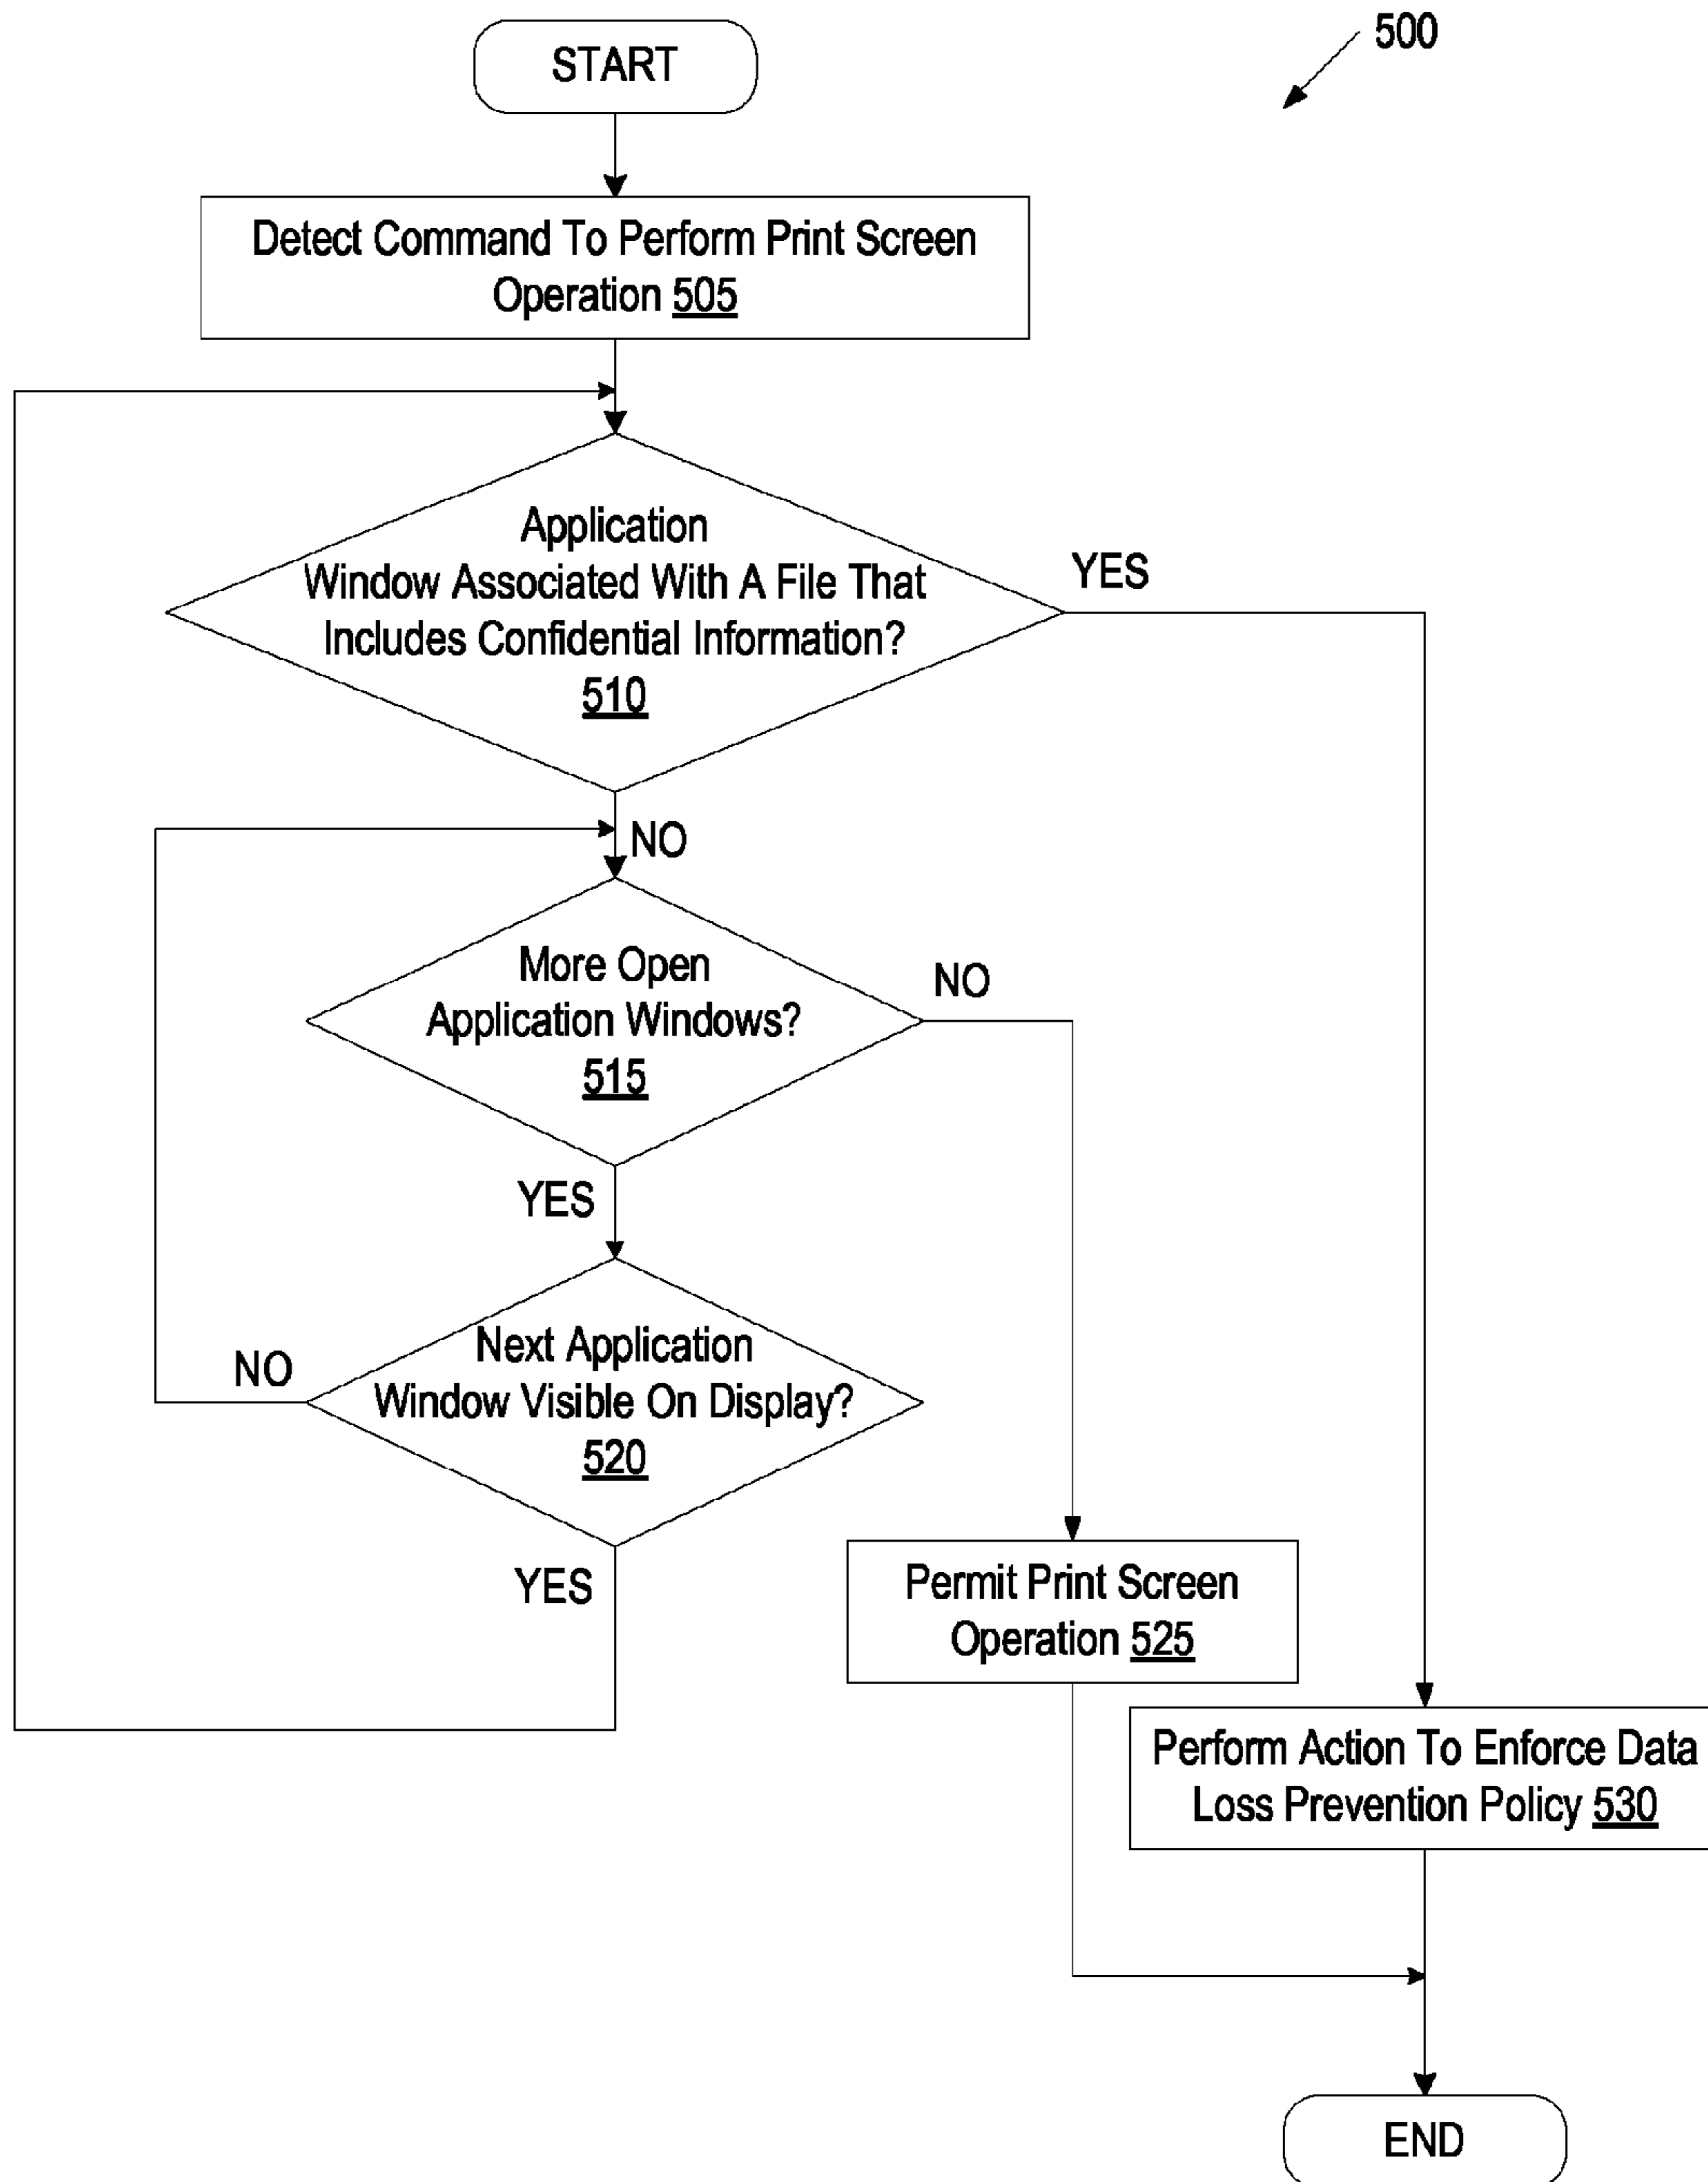 500
START
Detect Command To Perform Print Screen
Operation 505
Application
Window Associated With A File That
Includes Confidential Information?
510
YES
NO
More Open
Application Windows?
515
NO
YES
Next Application
Window Visible On Display?
520
NO
YES
Permit Print Screen
Operation 525
Perform Action To Enforce Data
Loss Prevention Policy 530
END